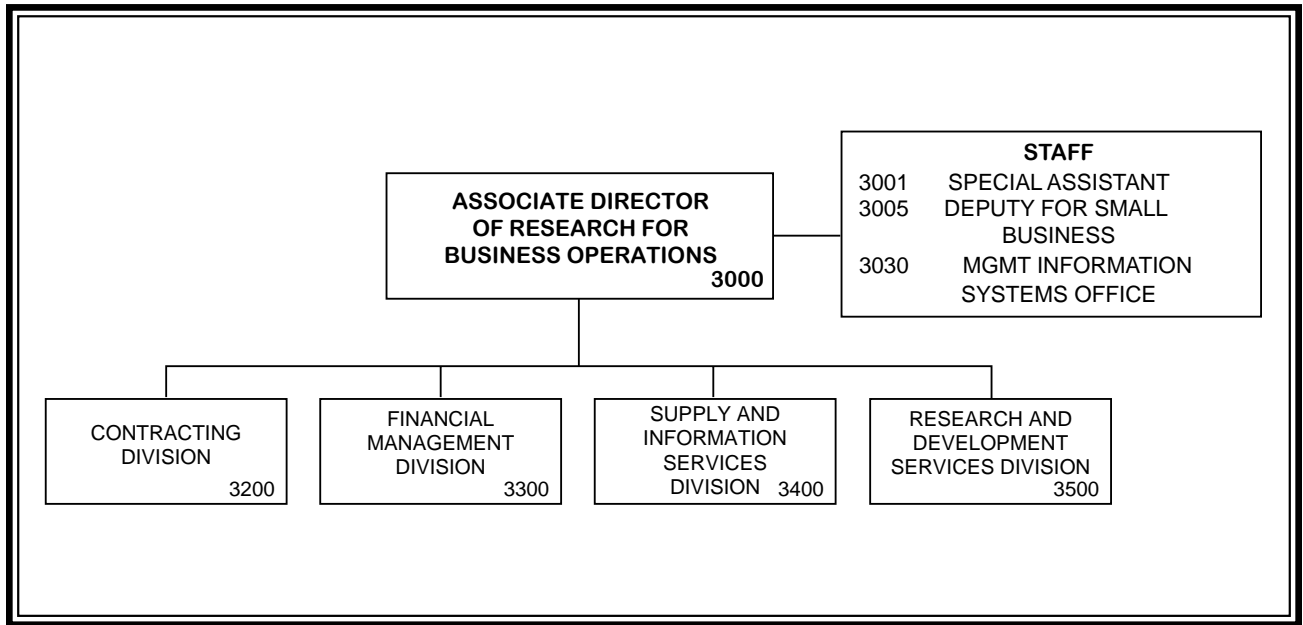 ASSOCIATE DIRECTOR
OF RESEARCH FOR
BUSINESS OPERATIONS
3000
STAFF
3001 SPECIAL ASSISTANT
3005 DEPUTY FOR SMALL
BUSINESS
3030 MGMT INFORMATION
SYSTEMS OFFICE
CONTRACTING
DIVISION
3200
FINANCIAL
MANAGEMENT
DIVISION
3300
SUPPLY AND
INFORMATION
SERVICES
DIVISION 3400
RESEARCH AND
DEVELOPMENT
SERVICES DIVISION
3500